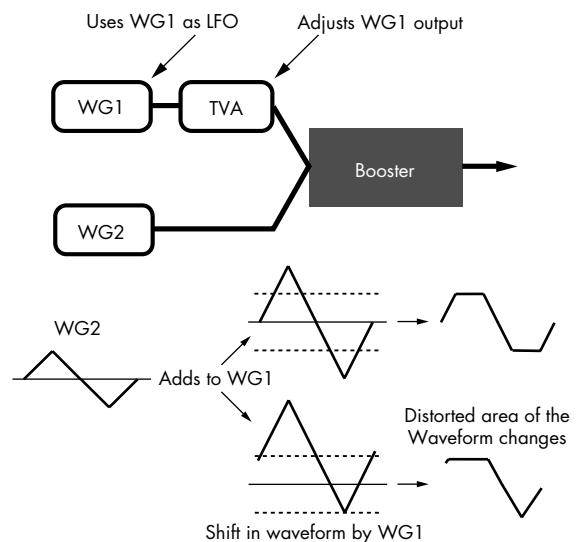 Uses WG1 as LFO
Adjusts WG1 output
WG1
TVA
Booster
WG2
WG2
Adds to WG1
Distorted area of the
Waveform changes
Shift in waveform by WG1